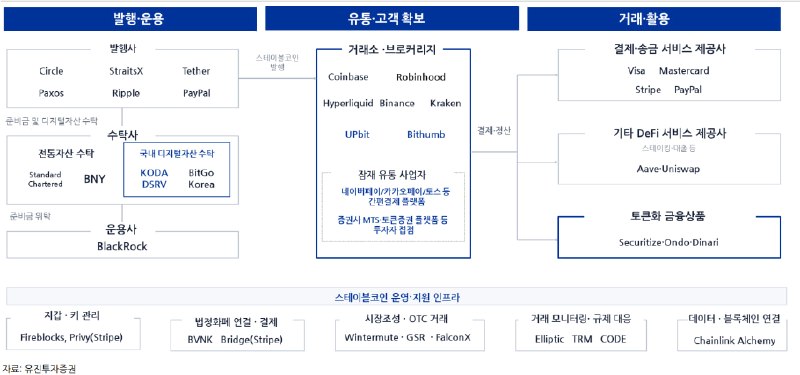 발행·운용
유통·고객 확보
거래·활용
발행사
Circle StraitsX Tether
Paxos Ripple PayPal
스테이블코인
발행
거래소·브로커리지
Coinbase Robinhood
Hyperliquid Binance Kraken
UPbit Bithumb
결제·송금 서비스 제공사
Visa Mastercard
Stripe PayPal
준비금 및 디지털자산 수탁
수탁사
전통자산 수탁
Standard
Chartered
BNY
국내 디지털자산 수탁
KODA BitGo
DSRV Korea
결제·정산
기타 DeFi 서비스 제공사
스테이킹·대출 등
Aave·Uniswap
잠재 유통 사업자
네이버페이/카카오페이/토스 등
간편결제 플랫폼
증권사 MTS·토큰증권 플랫폼 등
투자자 접점
준비금 위탁
운용사
BlackRock
토큰화 금융상품
Securitize·Ondo·Dinari
스테이블코인 운영·지원 인프라
지갑·키 관리
Fireblocks, Privy(Stripe)
법정화폐 연결·결제
BVNK Bridge(Stripe)
시장조성·OTC 거래
Wintermute·GSR·FalconX
거래 모니터링·규제 대응
Elliptic TRM CODE
데이터·블록체인 연결
Chainlink Alchemy
자료: 유진투자증권